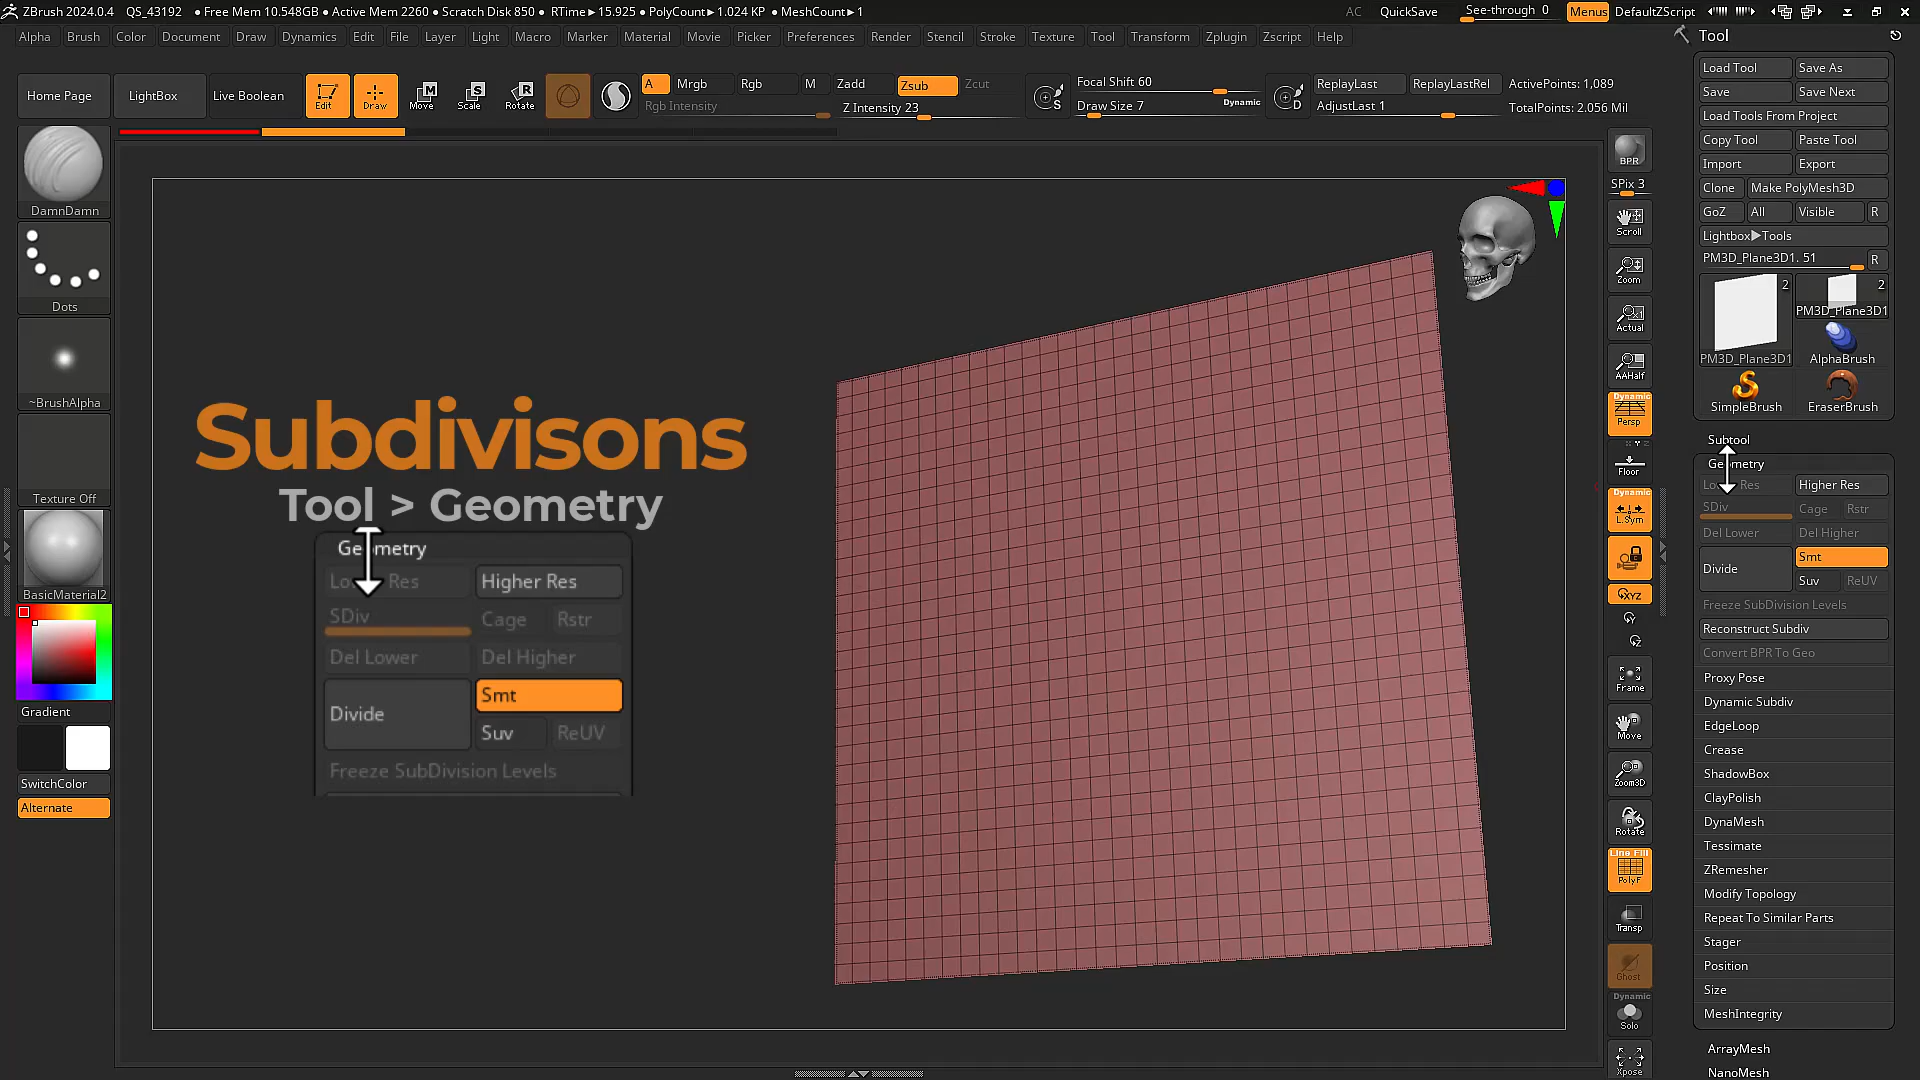 ZBrush 2024.0.4 QS_43192 ● Free Mem 10.548GB ● Active Mem 2260 ● Scratch Disk 850 ● RTime►15.925 ● PolyCount►1.024 KP ● MeshCount►1 AC QuickSave See-through 0 Menus DefaultZScript
Alpha Brush Color Document Draw Dynamics Edit File Layer Light Macro Marker Material Movie Picker Preferences Render Stencil Stroke Texture Tool Transform Zplugin Zscript Help
Home Page LightBox Live Boolean Edit Draw Move Scale Rotate
A Mrgb Rgb M Zadd Zsub Zcut
Rgb Intensity Z Intensity 23
S Focal Shift 60
Draw Size 7 Dynamic
D ReplayLast ReplayLastRel ActivePoints: 1,089
AdjustLast 1 TotalPoints: 2.056 Mil
DamnDamn
Dots
~BrushAlpha
Texture Off
BasicMaterial2
Gradient
SwitchColor
Alternate
Subdivisons
Tool > Geometry
Geometry
Res Higher Res
SDiv Cage Rstr
Del Lower Del Higher
Divide Smt
Suv ReUV
Freeze SubDivision Levels
BPR
SPix 3
Scroll
Zoom
Actual
AAHalf
Dynamic
Persp
Floor
Dynamic
L.Sym
XYZ
Y
Z
Frame
Move
Zoom3D
Rotate
Line Fill
PolyF
Transp
Ghost
Dynamic
Solo
Xpose
Tool
Load Tool Save As
Save Save Next
Load Tools From Project
Copy Tool Paste Tool
Import Export
Clone Make PolyMesh3D
GoZ All Visible R
Lightbox►Tools
PM3D_Plane3D1. 51 R
2 2
PM3D_Plane3D1
PM3D_Plane3D1 AlphaBrush
SimpleBrush EraserBrush
Subtool
Geometry
Res Higher Res
SDiv Cage Rstr
Del Lower Del Higher
Divide Smt
Suv ReUV
Freeze SubDivision Levels
Reconstruct Subdiv
Convert BPR To Geo
Proxy Pose
Dynamic Subdiv
EdgeLoop
Crease
ShadowBox
ClayPolish
DynaMesh
Tessimate
ZRemesher
Modify Topology
Repeat To Similar Parts
Stager
Position
Size
MeshIntegrity
ArrayMesh
NanoMesh